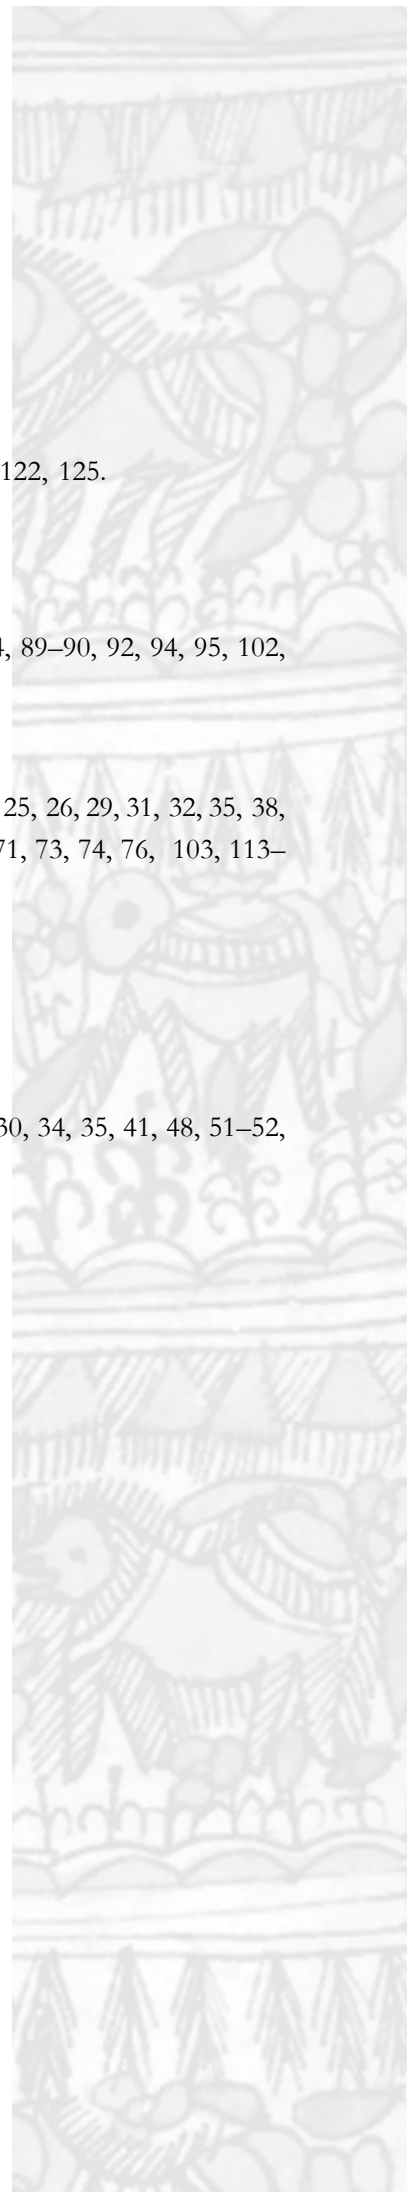 122, 125.
89–90, 92, 94, 95, 102,
25, 26, 29, 31, 32, 35, 38,
71, 73, 74, 76, 103, 113–
30, 34, 35, 41, 48, 51–52,